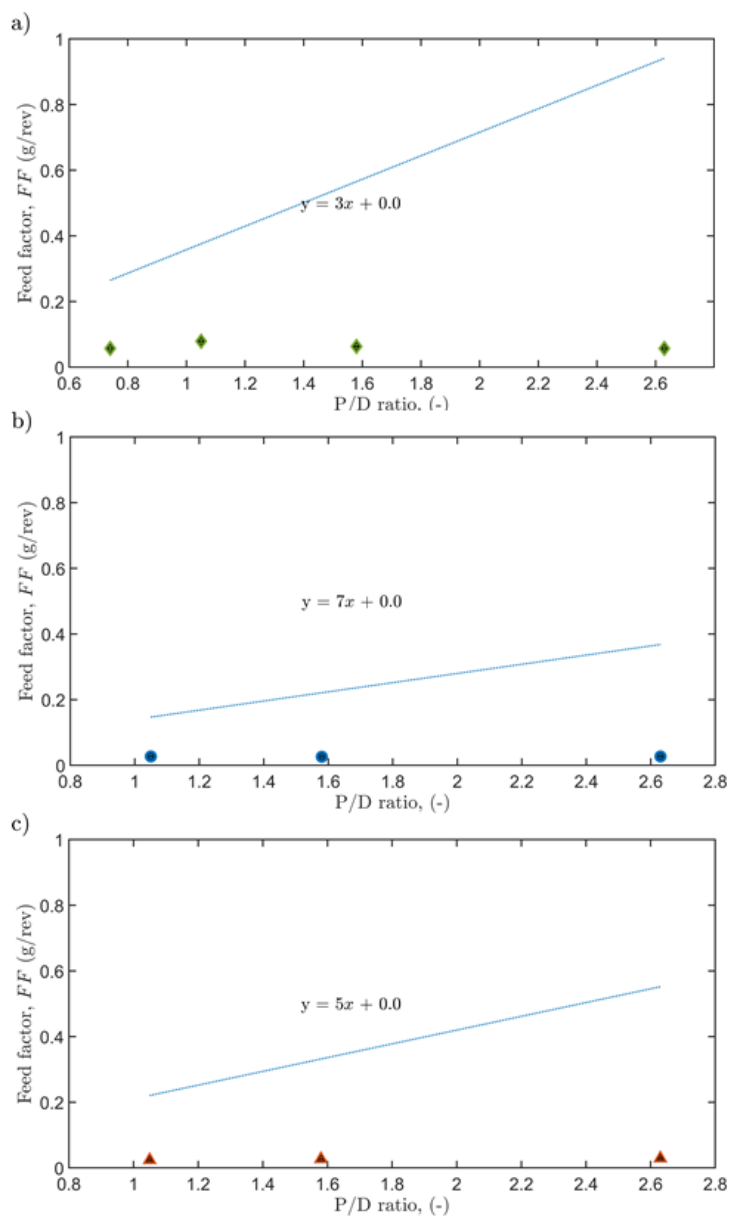 a)
1
0.8
0.6
0.4
0.2
0
Feed factor, FF (g/rev)
y = 3x + 0.0
0.6 0.8 1 1.2 1.4 1.6 1.8 2 2.2 2.4 2.6
P/D ratio, (-)
b)
1
0.8
0.6
0.4
0.2
0
Feed factor, FF (g/rev)
y = 7x + 0.0
0.8 1 1.2 1.4 1.6 1.8 2 2.2 2.4 2.6 2.8
P/D ratio, (-)
c)
1
0.8
0.6
0.4
0.2
0
Feed factor, FF (g/rev)
y = 5x + 0.0
0.8 1 1.2 1.4 1.6 1.8 2 2.2 2.4 2.6 2.8
P/D ratio, (-)